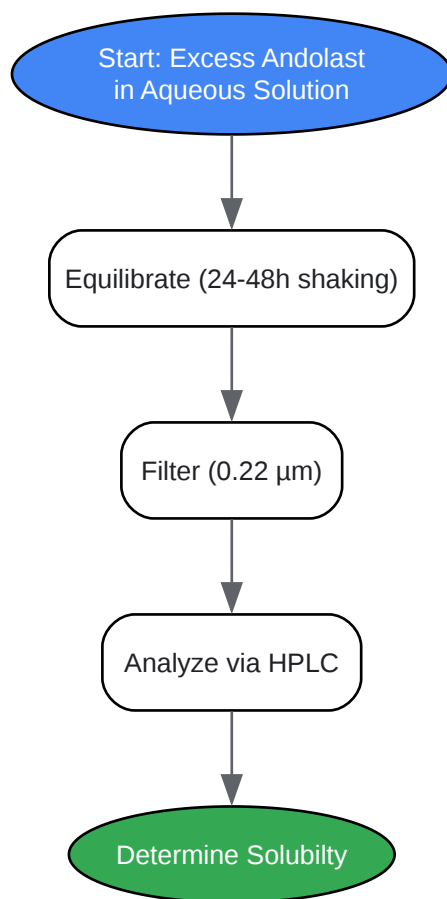 Start: Excess Andolast
in Aqueous Solution
Equilibrate (24-48h shaking)
Filter (0.22 µm)
Analyze via HPLC
Determine Solubilty